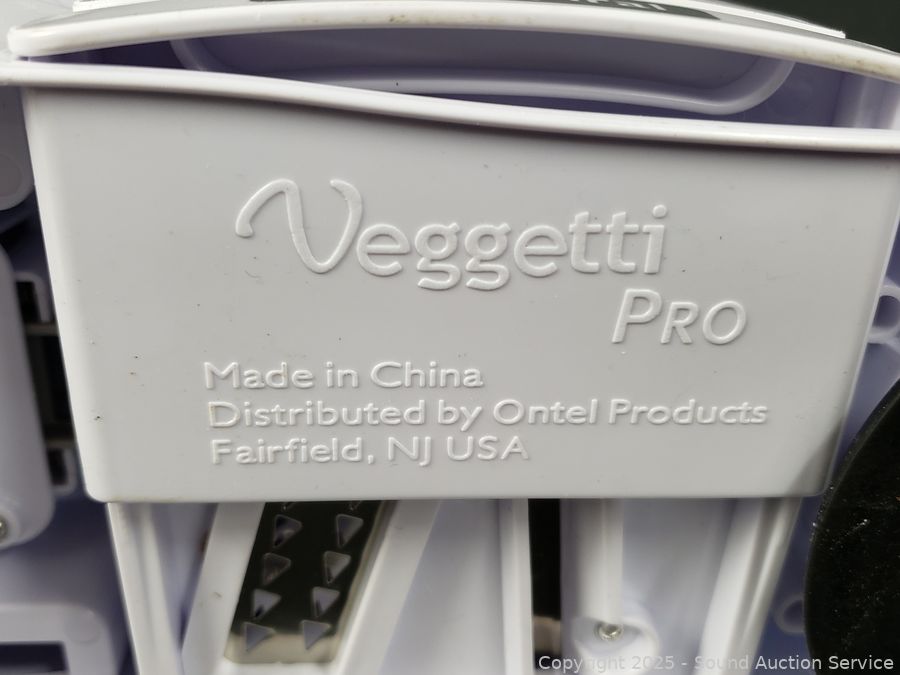 Veggetti
PRO
Made in China
Distributed by Ontel Products
Fairfield, NJ USA
Copyright 2025 - Sound Auction Service